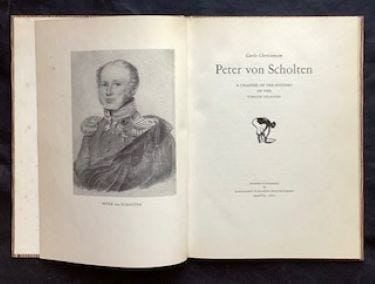 PETER von SCHOLTEN
Carlo Christensen
Peter von Scholten
A CHAPTER OF THE HISTORY
OF THE
VIRGIN ISLANDS